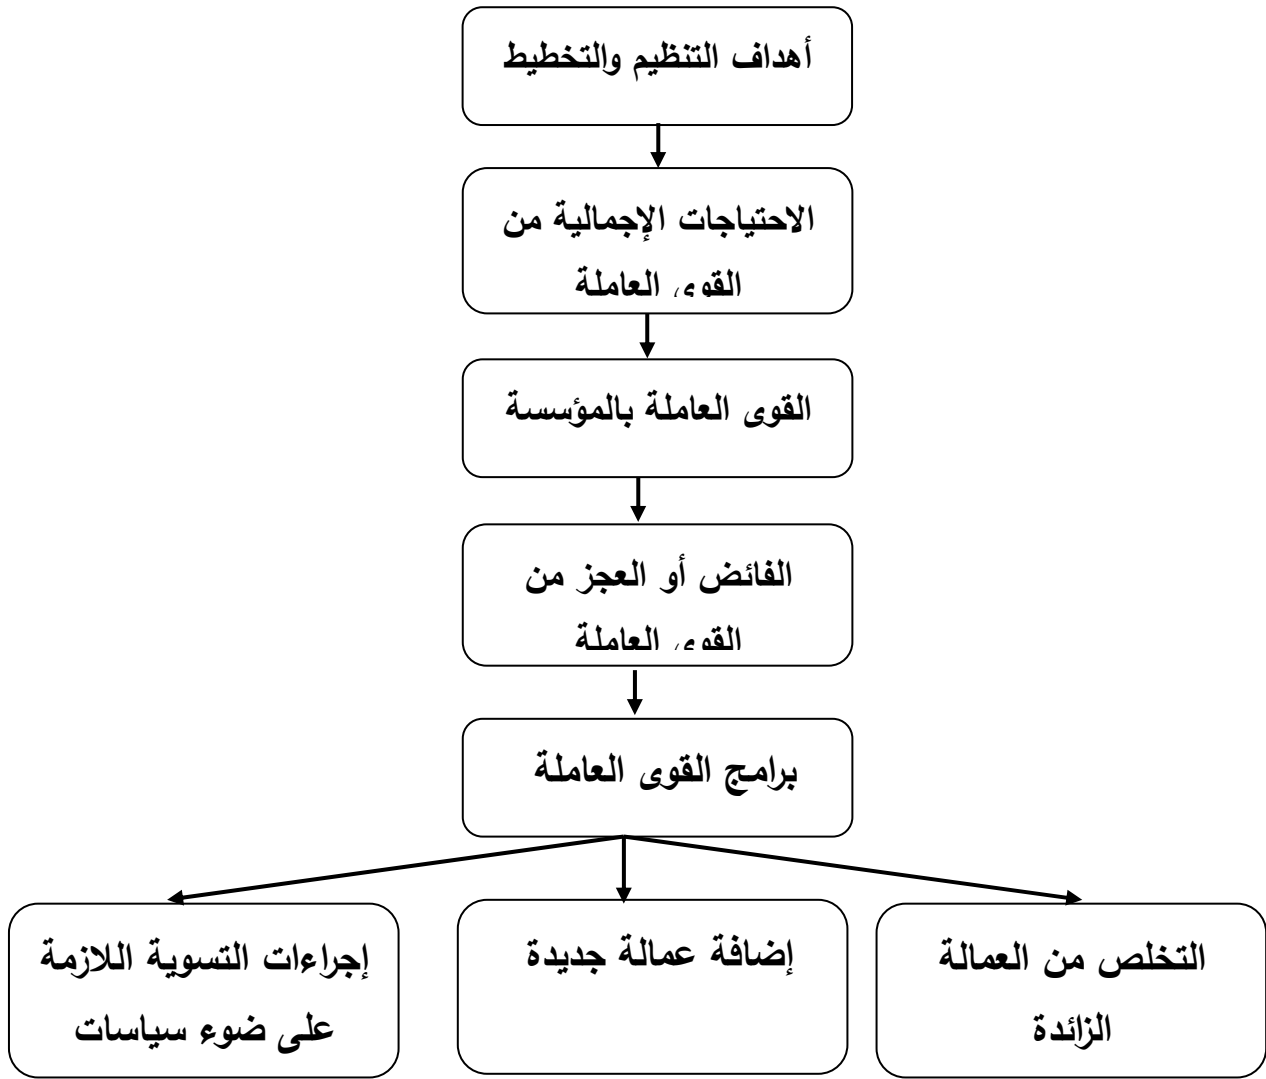 أهداف التنظيم والتخطيط
الاحتياجات الإجمالية من
القوى العاملة
القوى العاملة بالمؤسسة
الفائض أو العجز من
القوى العاملة
برامج القوى العاملة
التخلص من العمالة
الزائدة
إضافة عمالة جديدة
إجراءات التسوية اللازمة
على ضوء سياسات